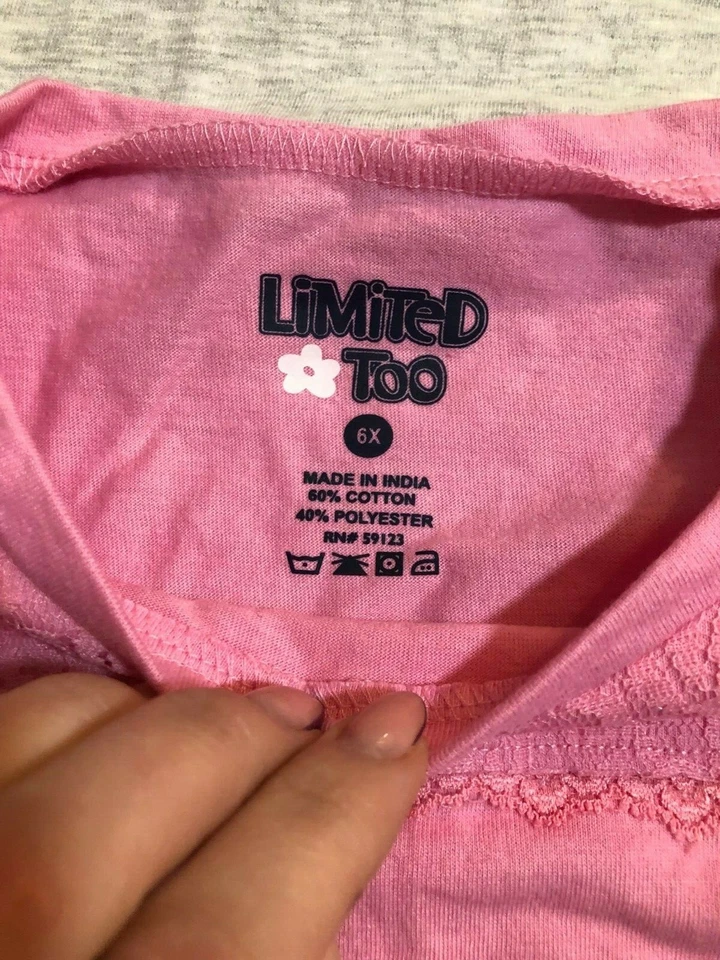 LiMiTeD
Too
6X
MADE IN INDIA
60% COTTON
40% POLYESTER
RN# 59123